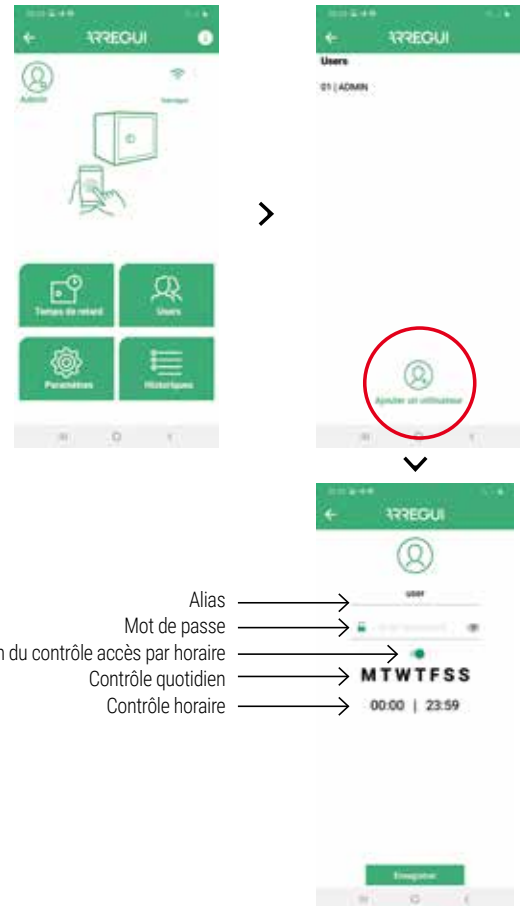 ARREGUI
Admin
Temps de retard
Users
Paramètres
Historiques
ARREGUI
Users
01 | ADMIN
Ajouter un utilisateur
ARREGUI
user
Alias
Mot de passe
n du contrôle accès par horaire
Contrôle quotidien
MTWTFSS
Contrôle horaire
00:00 | 23:59
Enregistrer